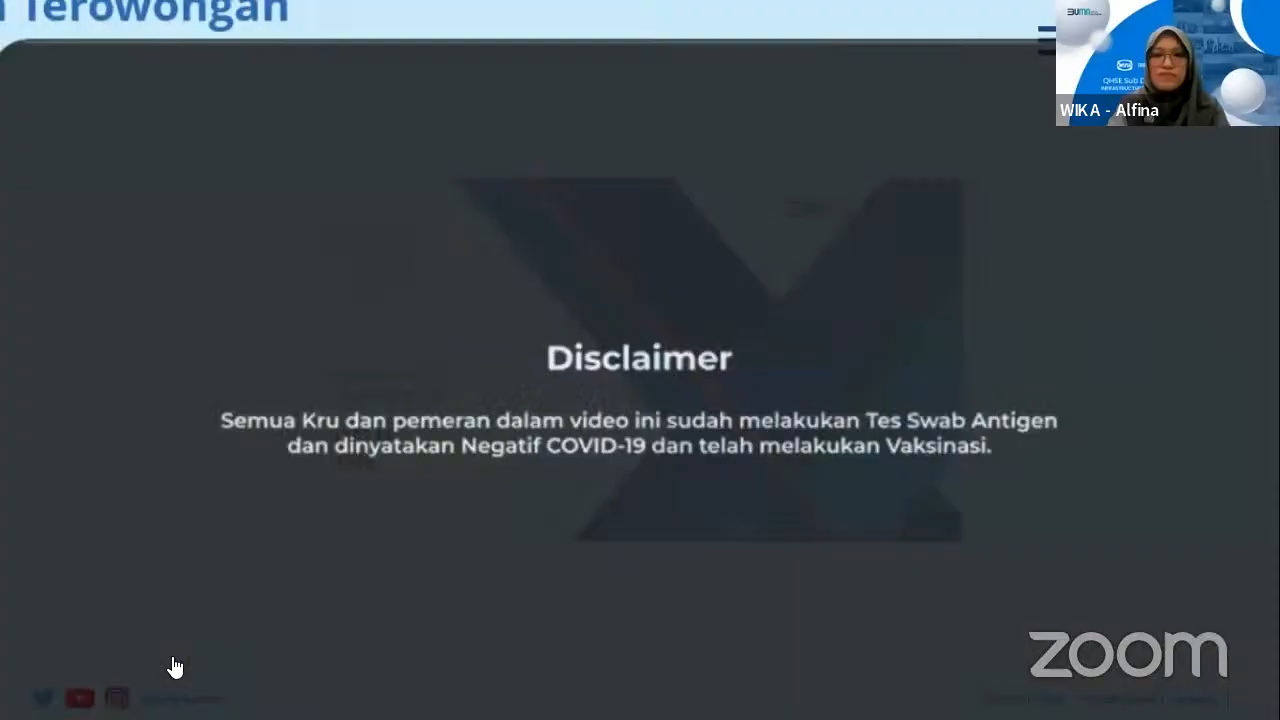 Terowongan
BUMN
WIKA - Alfina
Disclaimer
Semua Kru dan pemeran dalam video ini sudah melakukan Tes Swab Antigen
dan dinyatakan Negatif COVID-19 dan telah melakukan Vaksinasi.
zoom